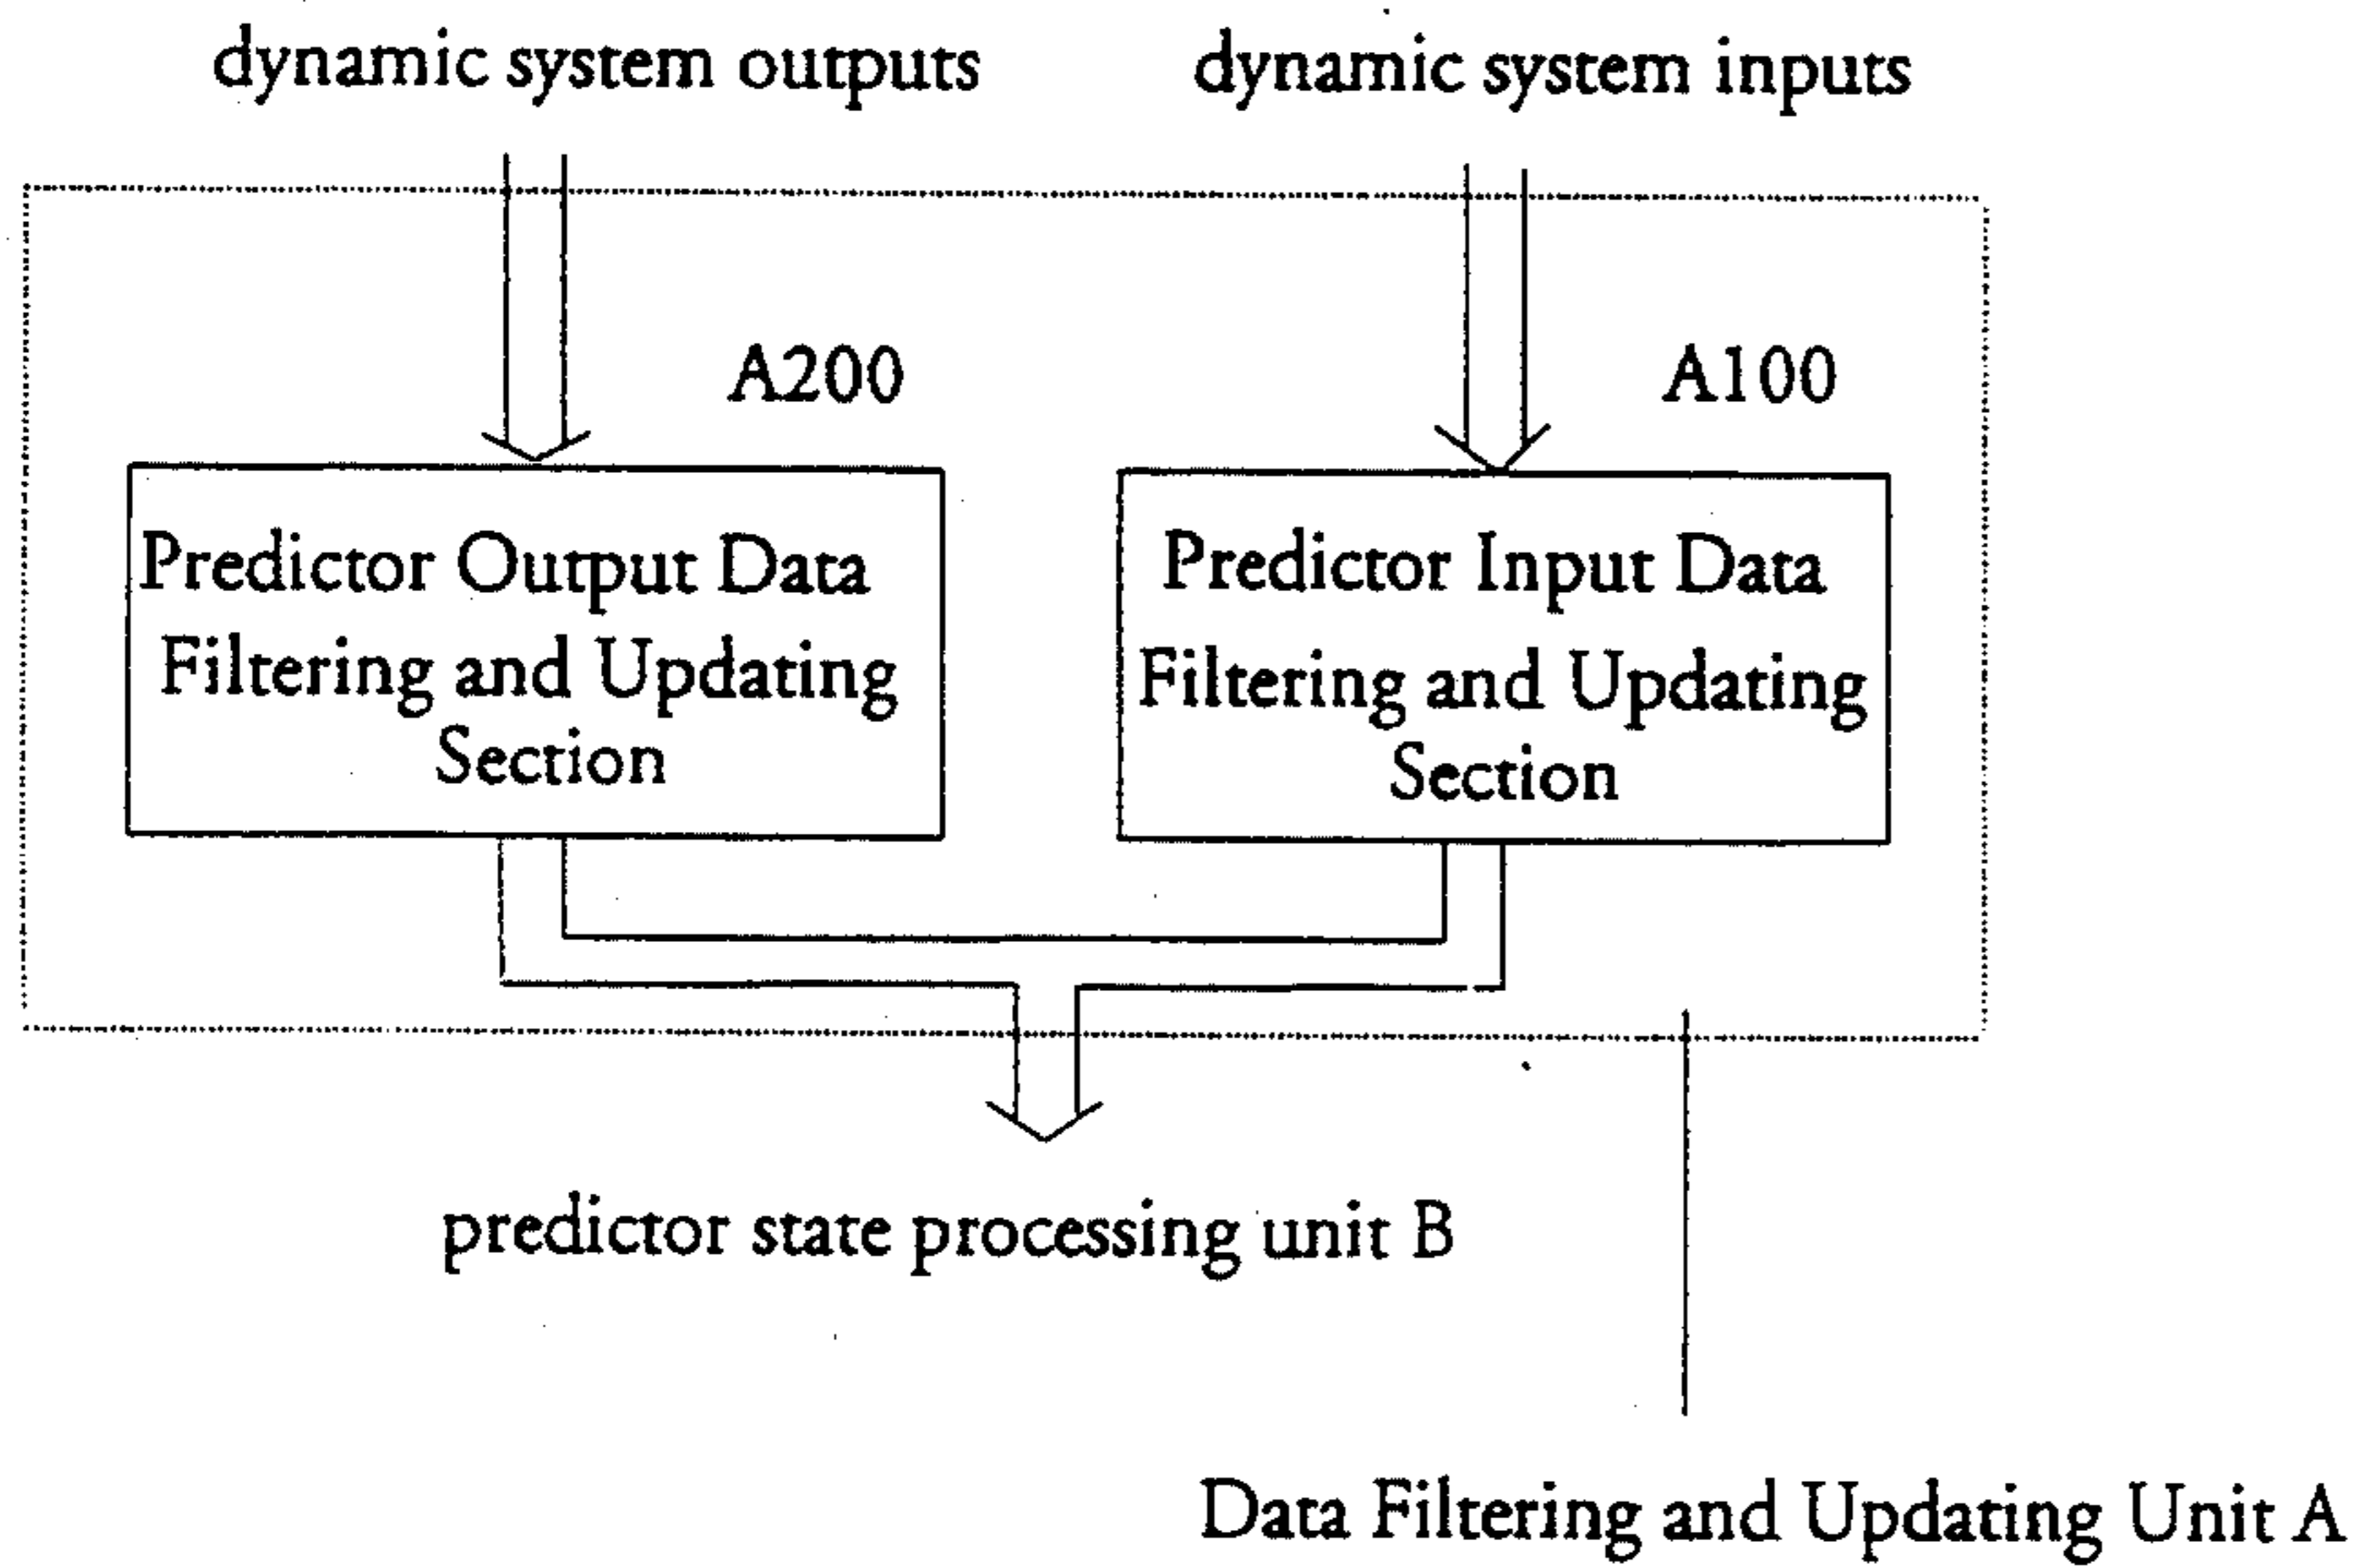 dynamic system outputs
dynamic system inputs
A200
A100
Predictor Output Data
Filtering and Updating
Section
Predictor Input Data
Filtering and Updating
Section
predictor state processing unit B
Data Filtering and Updating Unit A